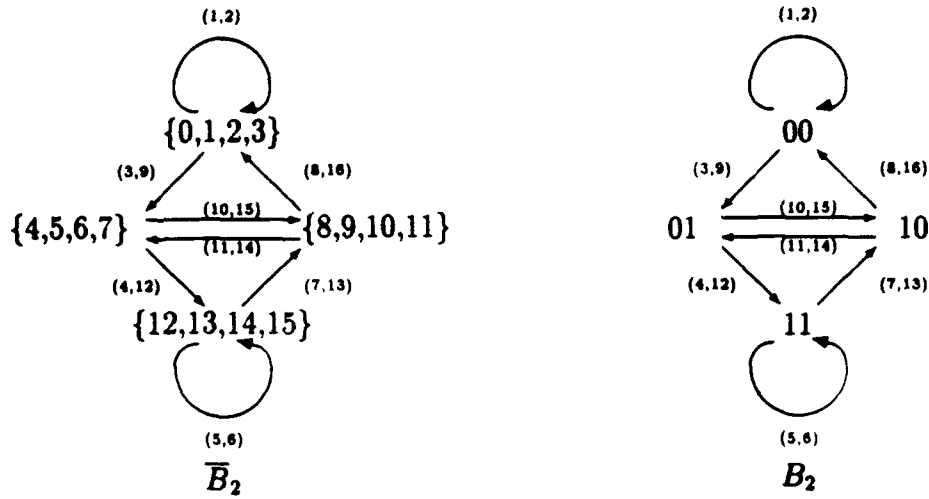 (1,2) (1,2)
{0,1,2,3} 00
(3,9) (8,16) (3,9) (8,16)
(10,15) (10,15)
{4,5,6,7} {8,9,10,11} 01 10
(11,14) (11,14)
(4,12) (7,13) (4,12) (7,13)
{12,13,14,15} 11
(5,6) (5,6)
B̅₂ B₂